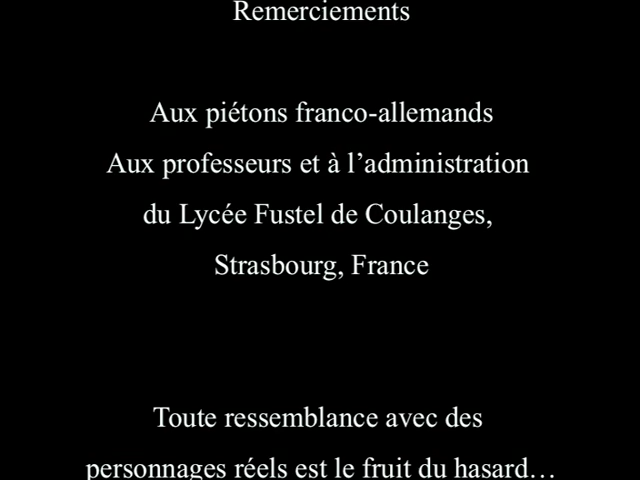 Remerciements
Aux piétons franco-allemands
Aux professeurs et à l’administration
du Lycée Fustel de Coulanges,
Strasbourg, France
Toute ressemblance avec des
personnages réels est le fruit du hasard…